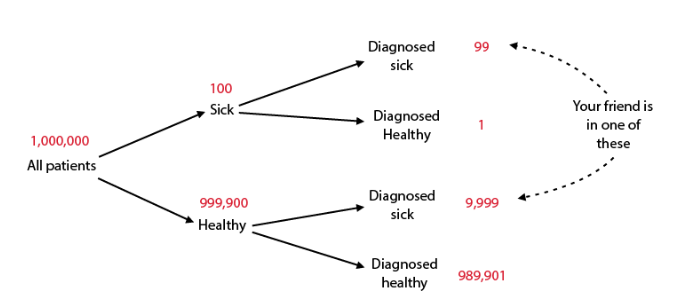 1,000,000
All patients
100
Sick
999,900
Healthy
Diagnosed
sick
99
Diagnosed
Healthy
1
Diagnosed
sick
9,999
Diagnosed
healthy
989,901
Your friend is
in one of
these